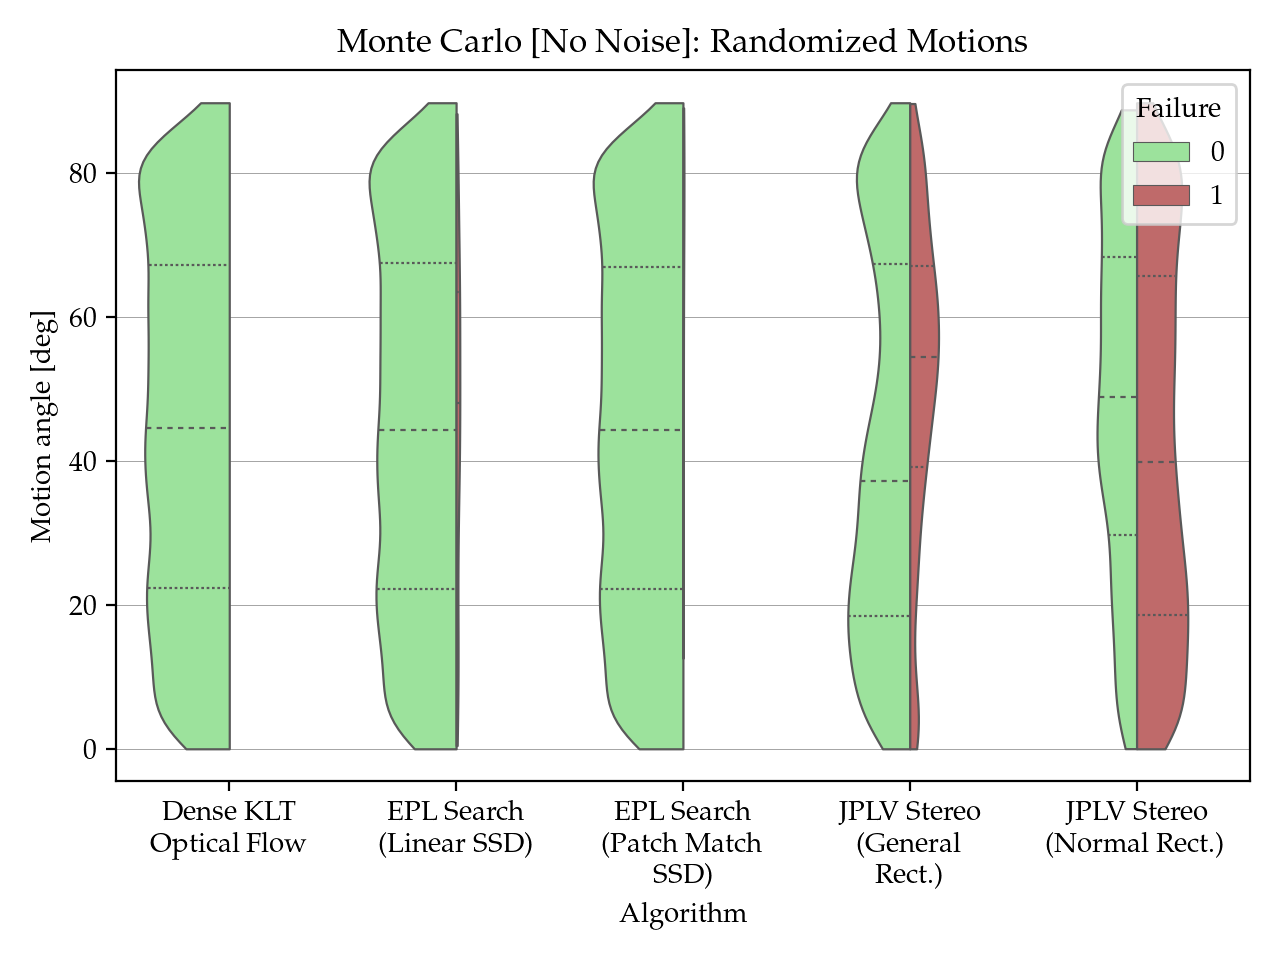 Monte Carlo [No Noise]: Randomized Motions
Failure
0
1
80
60
40
20
0
Motion angle [deg]
Dense KLT
Optical Flow
EPL Search
(Linear SSD)
EPL Search
(Patch Match
SSD)
JPLV Stereo
(General
Rect.)
JPLV Stereo
(Normal Rect.)
Algorithm